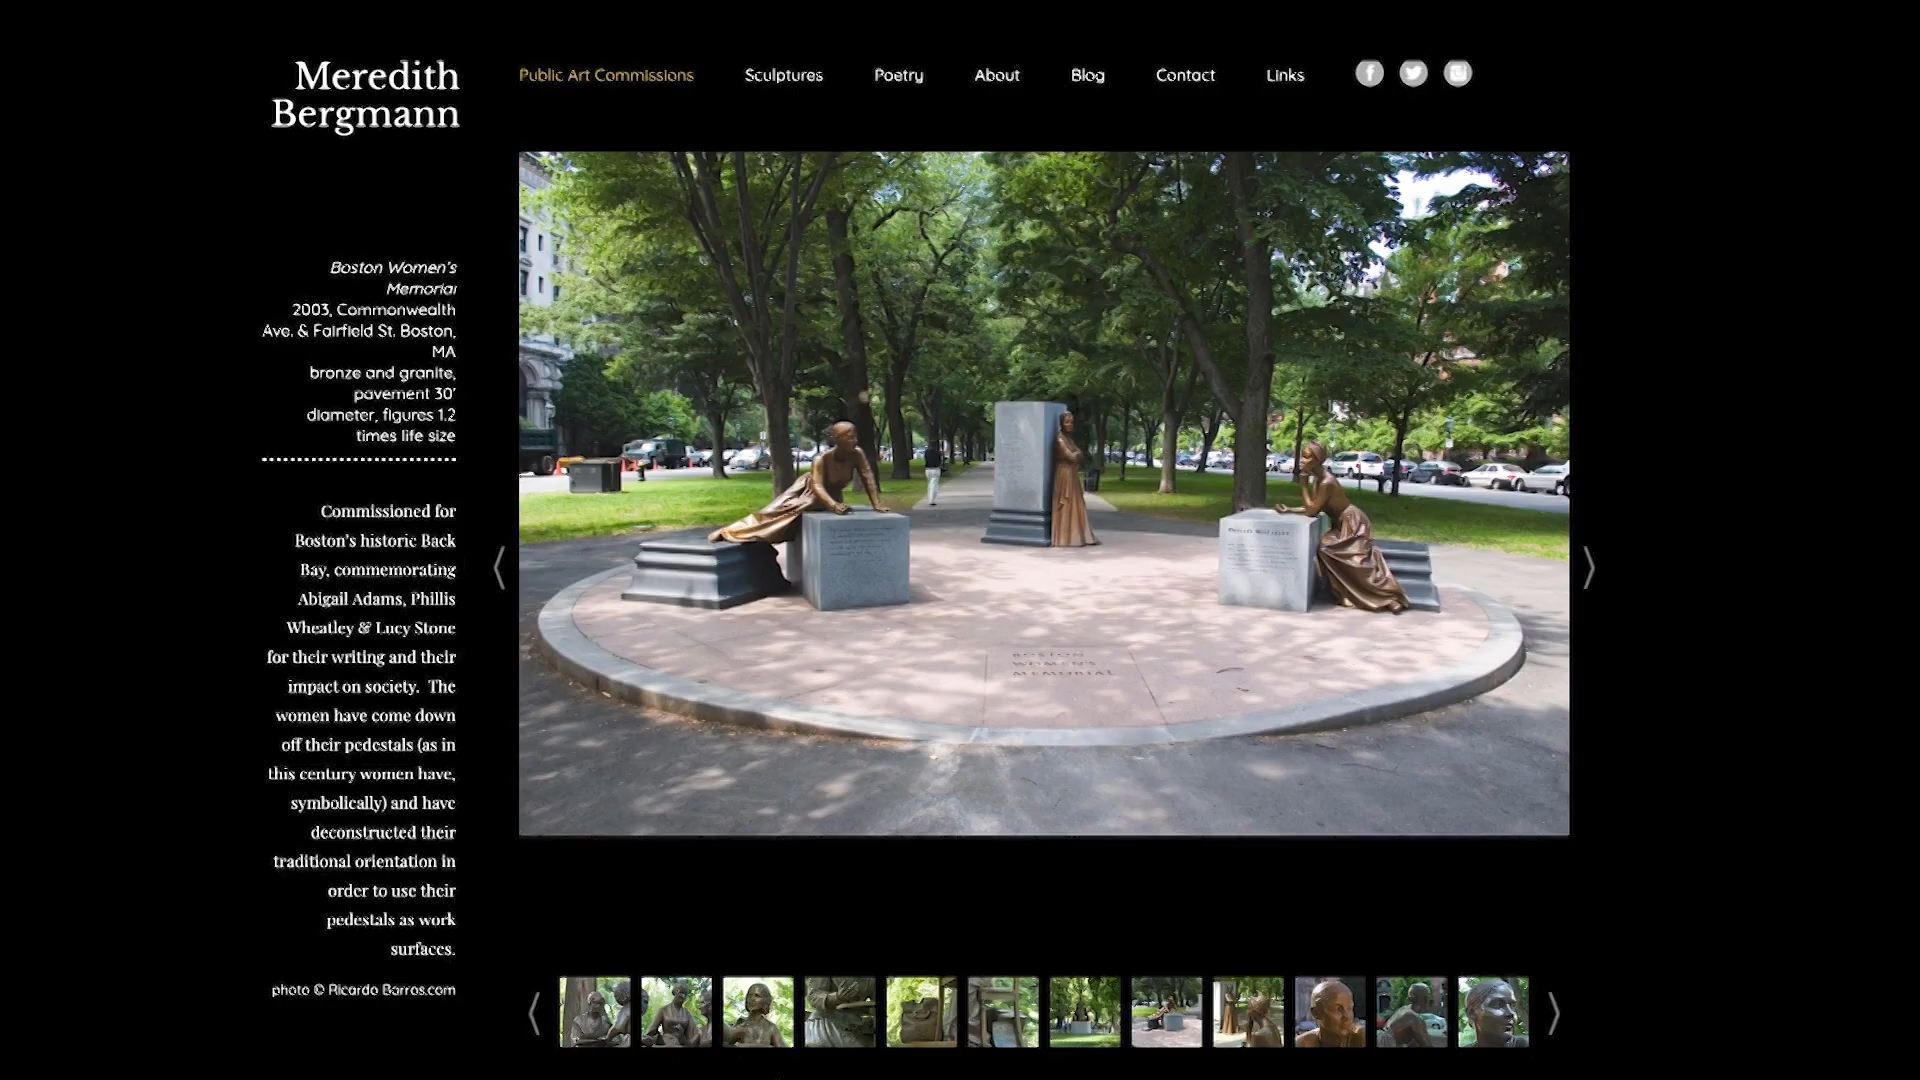 Meredith
Bergmann
Public Art Commissions
Sculptures
Poetry
About
Blog
Contact
Links
Boston Women's
Memorial
2003, Commonwealth
Ave. & Fairfield St. Boston,
MA
bronze and granite,
pavement 30'
diameter, figures 1.2
times life size
Commissioned for
Boston's historic Back
Bay, commemorating
Abigail Adams, Phillis
Wheatley & Lucy Stone
for their writing and their
impact on society. The
women have come down
off their pedestals (as in
this century women have,
symbolically) and have
deconstructed their
traditional orientation in
order to use their
pedestals as work
surfaces.
photo © Ricardo Barros.com
BOSTON
WOMEN'S
MEMORIAL